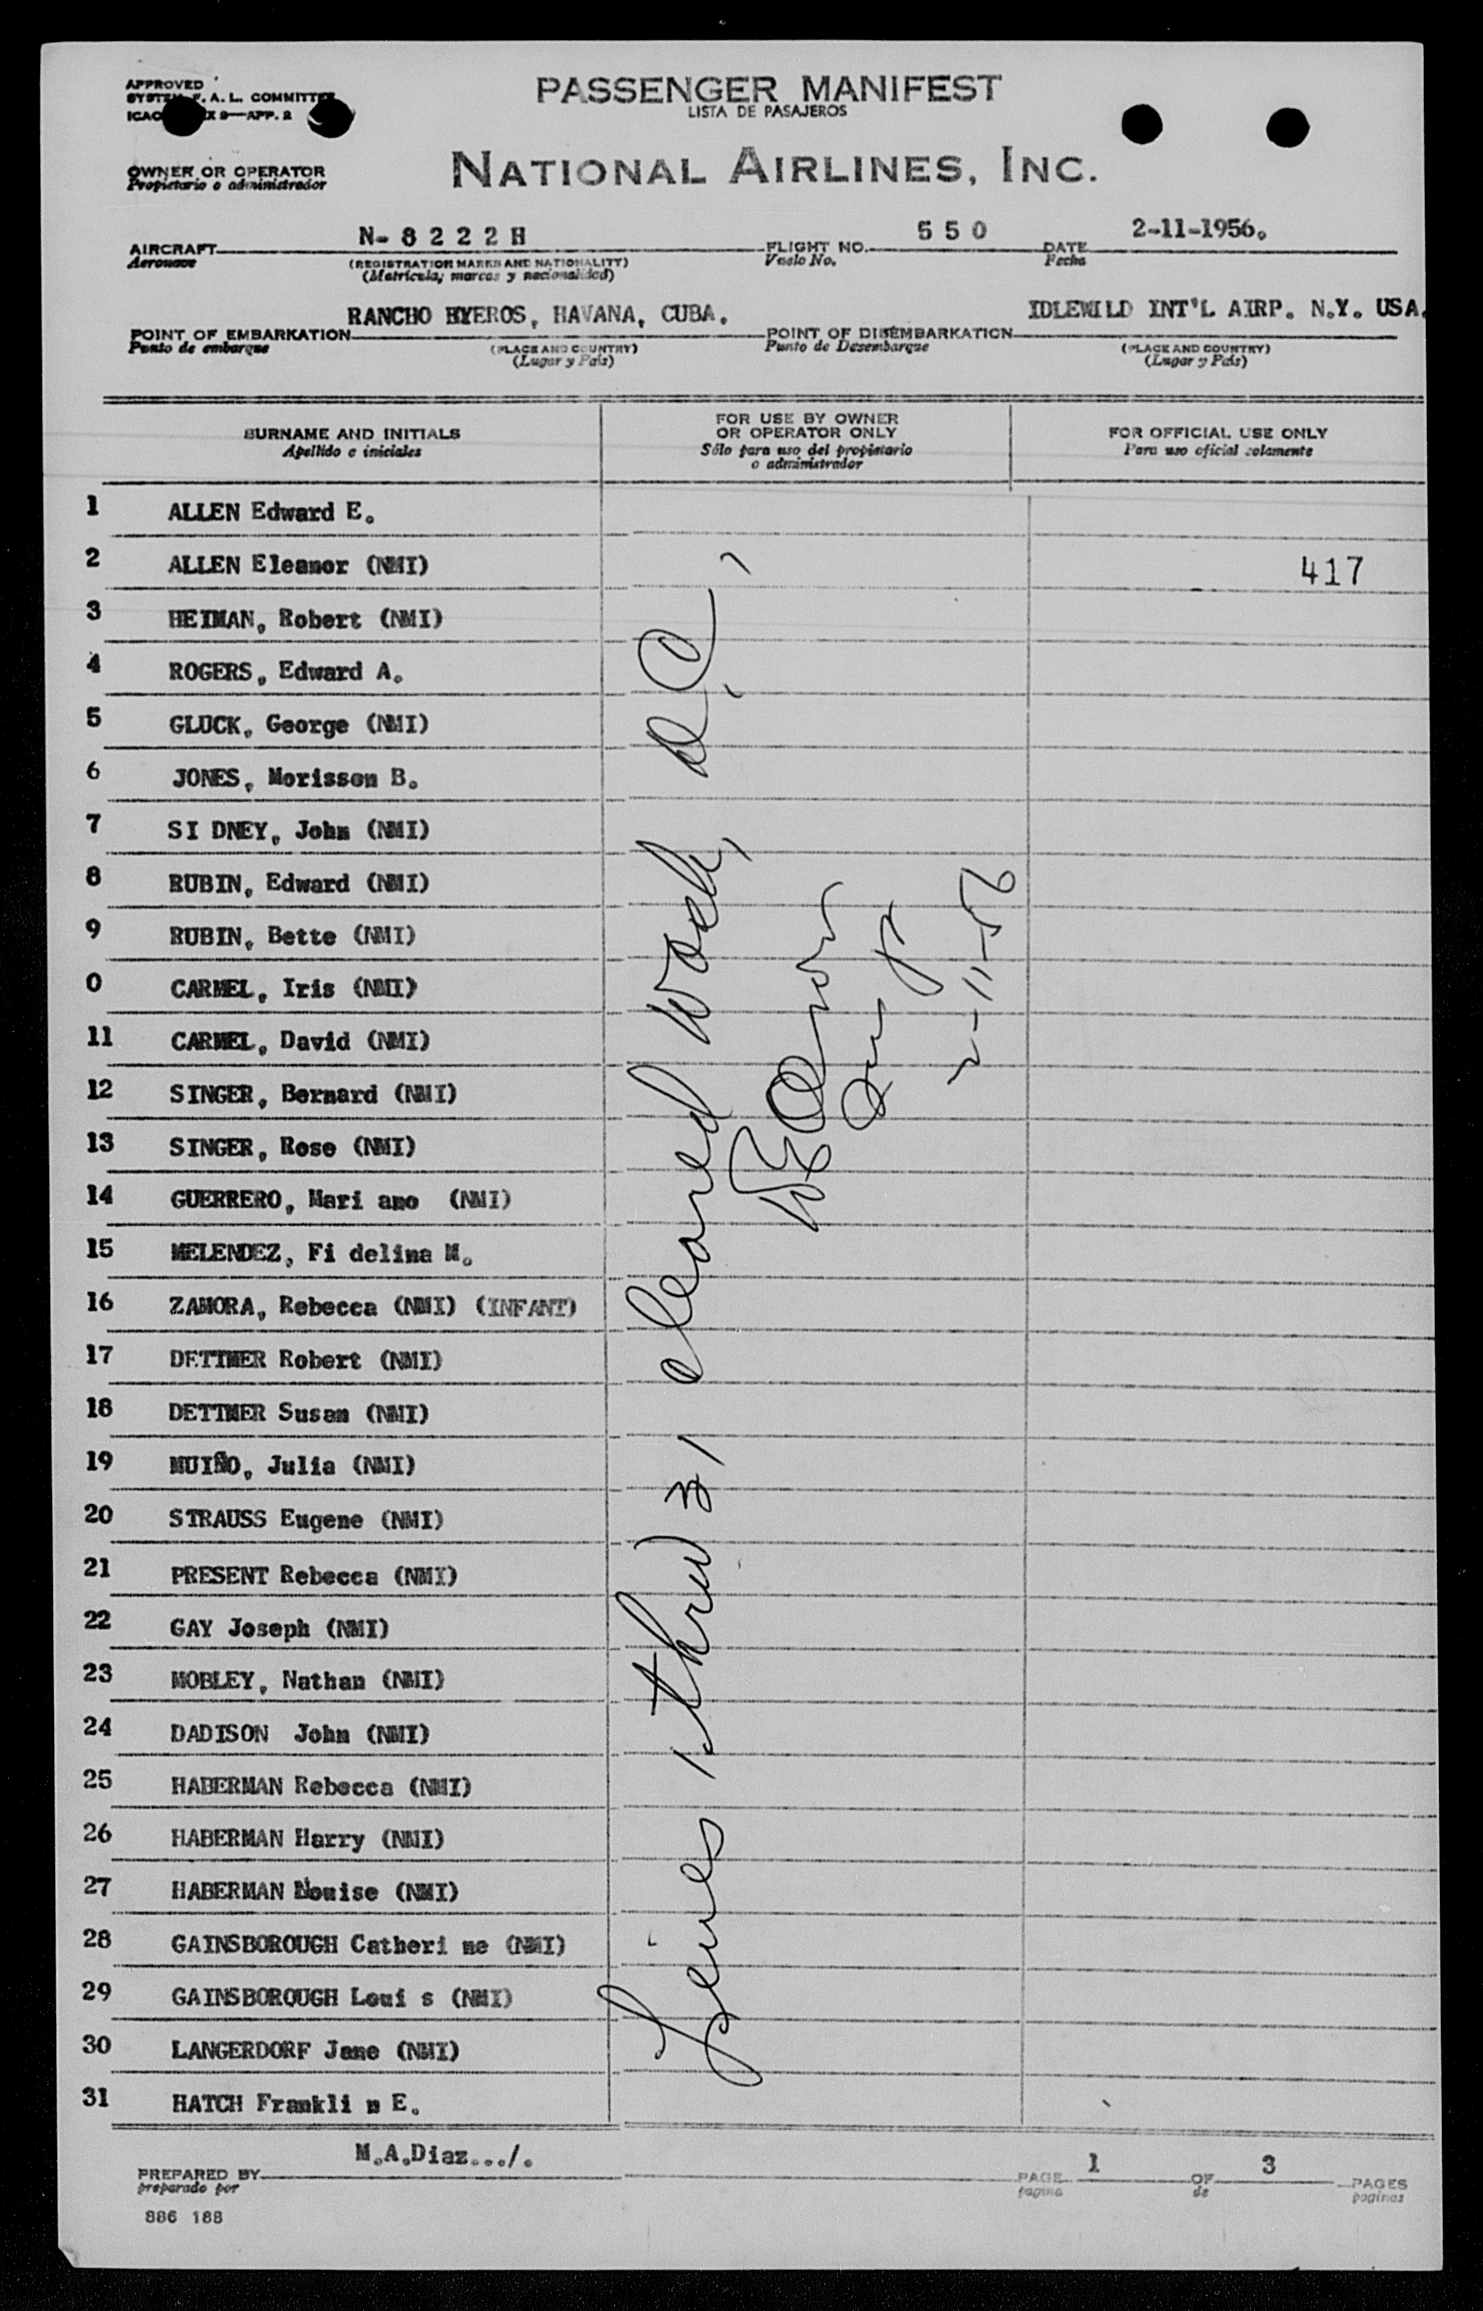 APPROVED
SYSTEM F.A.L. COMMITTEE
ICAO X 9—APP. 2
PASSENGER MANIFEST
LISTA DE PASAJEROS
OWNER OR OPERATOR
Propietario o administrador
NATIONAL AIRLINES, INC.
AIRCRAFT N-8222H FLIGHT NO. 550 DATE 2-11-1956.
Aeronave (REGISTRATION MARKS AND NATIONALITY) Vuelo No. Fecha
(Matricula, marcas y nacionalidad)
POINT OF EMBARKATION RANCHO BYEROS, HAVANA, CUBA. POINT OF DISEMBARKATION IDLEWILD INT'L AIRP. N.Y. USA.
Punto de embarque (PLACE AND COUNTRY) Punto de Desembarque (PLACE AND COUNTRY)
(Lugar y País) (Lugar y País)
SURNAME AND INITIALS
Apellido e iniciales
FOR USE BY OWNER
OR OPERATOR ONLY
Sólo para uso del propietario
o administrador
FOR OFFICIAL USE ONLY
Para uso oficial solamente
1 ALLEN Edward E.
2 ALLEN Eleanor (NMI) 417
3 HEIMAN, Robert (NMI)
4 ROGERS, Edward A.
5 GLUCK, George (NMI)
6 JONES, Morisson B.
7 SI DNEY, John (NMI)
8 RUBIN, Edward (NMI)
9 RUBIN, Bette (NMI)
0 CARMEL, Iris (NMI)
11 CARMEL, David (NMI)
12 SINGER, Bernard (NMI)
13 SINGER, Rose (NMI)
14 GUERRERO, Mari ano (NMI)
15 MELENDEZ, Fi delina M.
16 ZAMORA, Rebecca (NMI) (INFANT)
17 DETTMER Robert (NMI)
18 DETTMER Susan (NMI)
19 MUIÑO, Julia (NMI)
20 STRAUSS Eugene (NMI)
21 PRESENT Rebecca (NMI)
22 GAY Joseph (NMI)
23 MOBLEY, Nathan (NMI)
24 DADISON John (NMI)
25 HABERMAN Rebecca (NMI)
26 HABERMAN Harry (NMI)
27 HABERMAN Louise (NMI)
28 GAINSBOROUGH Catheri ne (NMI)
29 GAINSBOROUGH Loui s (NMI)
30 LANGERDORF Jane (NMI)
31 HATCH Frankli n E.
Lines 1 thru 31 cleared Wash, D.C.
2-11-56
PREPARED BY M.A.Diaz.../.
preparado por
PAGE 1 OF 3 PAGES
pagina de paginas
886 188